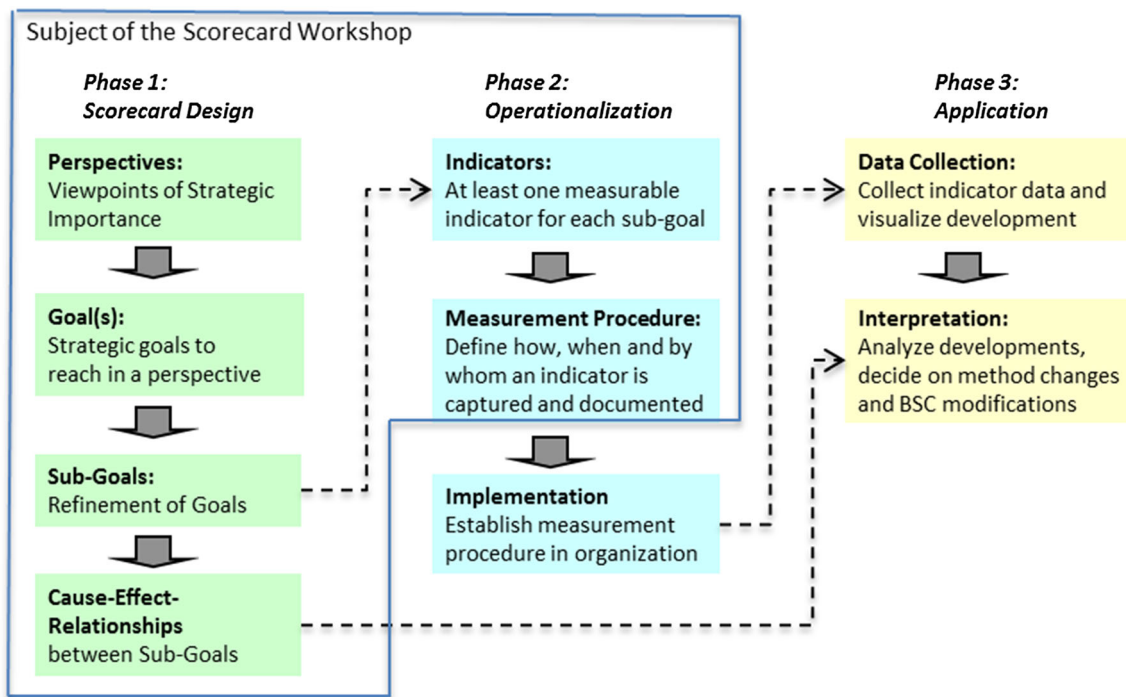 Subject of the Scorecard Workshop
Phase 1:
Scorecard Design
Perspectives:
Viewpoints of Strategic
Importance
Goal(s):
Strategic goals to
reach in a perspective
Sub-Goals:
Refinement of Goals
Cause-Effect-
Relationships
between Sub-Goals
Phase 2:
Operationalization
Indicators:
At least one measurable
indicator for each sub-goal
Measurement Procedure:
Define how, when and by
whom an indicator is
captured and documented
Implementation
Establish measurement
procedure in organization
Phase 3:
Application
Data Collection:
Collect indicator data and
visualize development
Interpretation:
Analyze developments,
decide on method changes
and BSC modifications